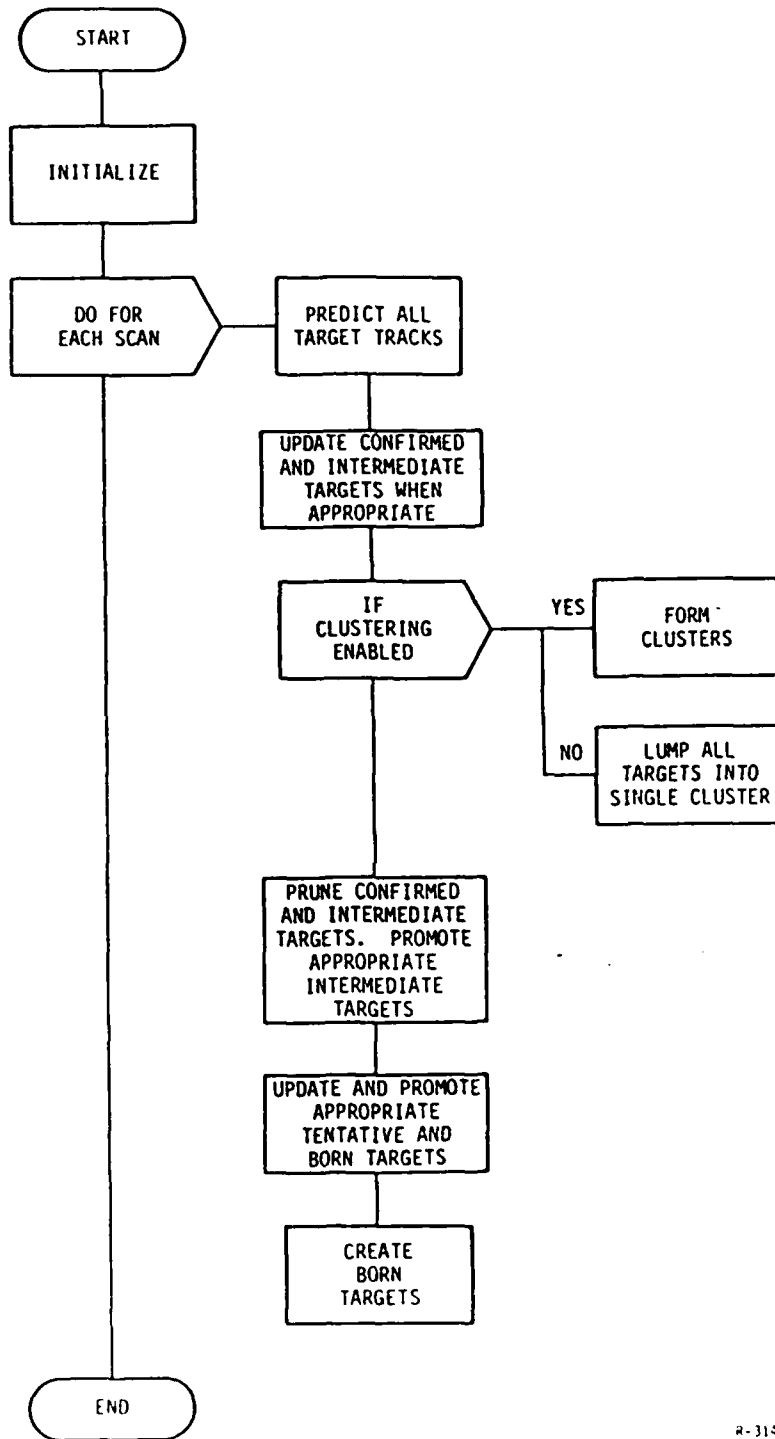 START
INITIALIZE
DO FOR
EACH SCAN
PREDICT ALL
TARGET TRACKS
UPDATE CONFIRMED
AND INTERMEDIATE
TARGETS WHEN
APPROPRIATE
IF
CLUSTERING
ENABLED
YES
FORM
CLUSTERS
NO
LUMP ALL
TARGETS INTO
SINGLE CLUSTER
PRUNE CONFIRMED
AND INTERMEDIATE
TARGETS. PROMOTE
APPROPRIATE
INTERMEDIATE
TARGETS
UPDATE AND PROMOTE
APPROPRIATE
TENTATIVE AND
BORN TARGETS
CREATE
BORN
TARGETS
END